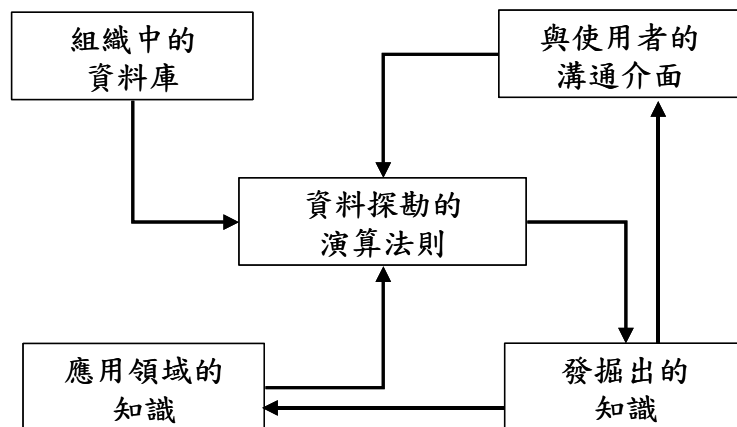 組織中的
資料庫
與使用者的
溝通介面
資料探勘的
演算法則
應用領域的
知識
發掘出的
知識